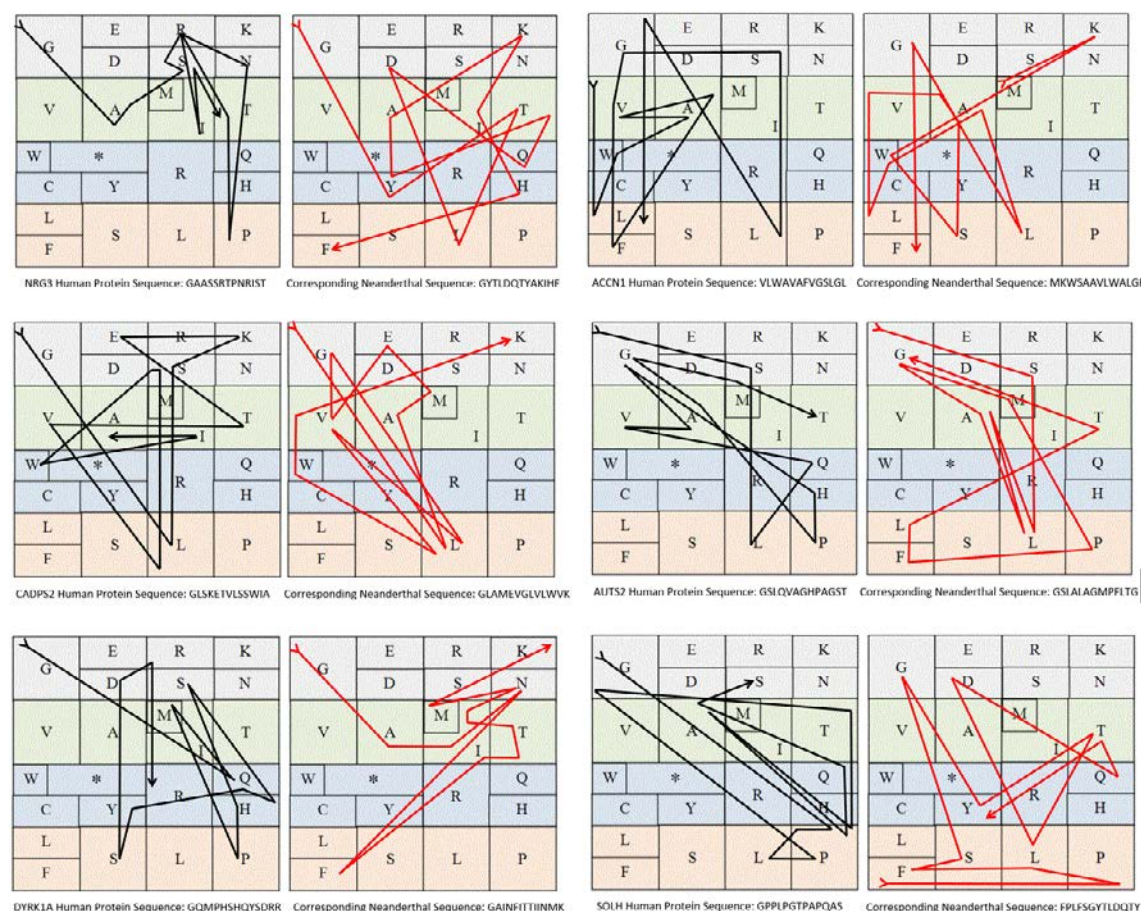 G E R K
D S N
V A M I T
W * R Q
C Y H
L S L P
F
NRG3 Human Protein Sequence: GAASSRTPNRIST
G E R K
D S N
V A M I T
W * R Q
C Y H
L S L P
F
Corresponding Neanderthal Sequence: GYTLDQTYAKIHF
G E R K
D S N
V A M I T
W * R Q
C Y H
L S L P
F
ACCN1 Human Protein Sequence: VLWAVAFVGSLGL
G E R K
D S N
V A M I T
W * R Q
C Y H
L S L P
F
Corresponding Neanderthal Sequence: MKWSAAVLWALGF
G E R K
D S N
V A M I T
W * R Q
C Y H
L S L P
F
CADPS2 Human Protein Sequence: GLSKETVLSSWIA
G E R K
D S N
V A M I T
W * R Q
C Y H
L S L P
F
Corresponding Neanderthal Sequence: GLAMEVGLVLWVK
G E R K
D S N
V A M I T
W * R Q
C Y H
L S L P
F
AUTS2 Human Protein Sequence: GSLQVAGHPAGST
G E R K
D S N
V A M I T
W * R Q
C Y H
L S L P
F
Corresponding Neanderthal Sequence: GSLALAGMPFLTG
G E R K
D S N
V A M I T
W * R Q
C Y H
L S L P
F
DYRK1A Human Protein Sequence: GQMPHSHQYSDRR
G E R K
D S N
V A M I T
W * R Q
C Y H
L S L P
F
Corresponding Neanderthal Sequence: GAINFITTIINMK
G E R K
D S N
V A M I T
W * R Q
C Y H
L S L P
F
SOLH Human Protein Sequence: GPPLPGTPAPQAS
G E R K
D S N
V A M I T
W * R Q
C Y H
L S L P
F
Corresponding Neanderthal Sequence: FPLFSGYTLDQTY